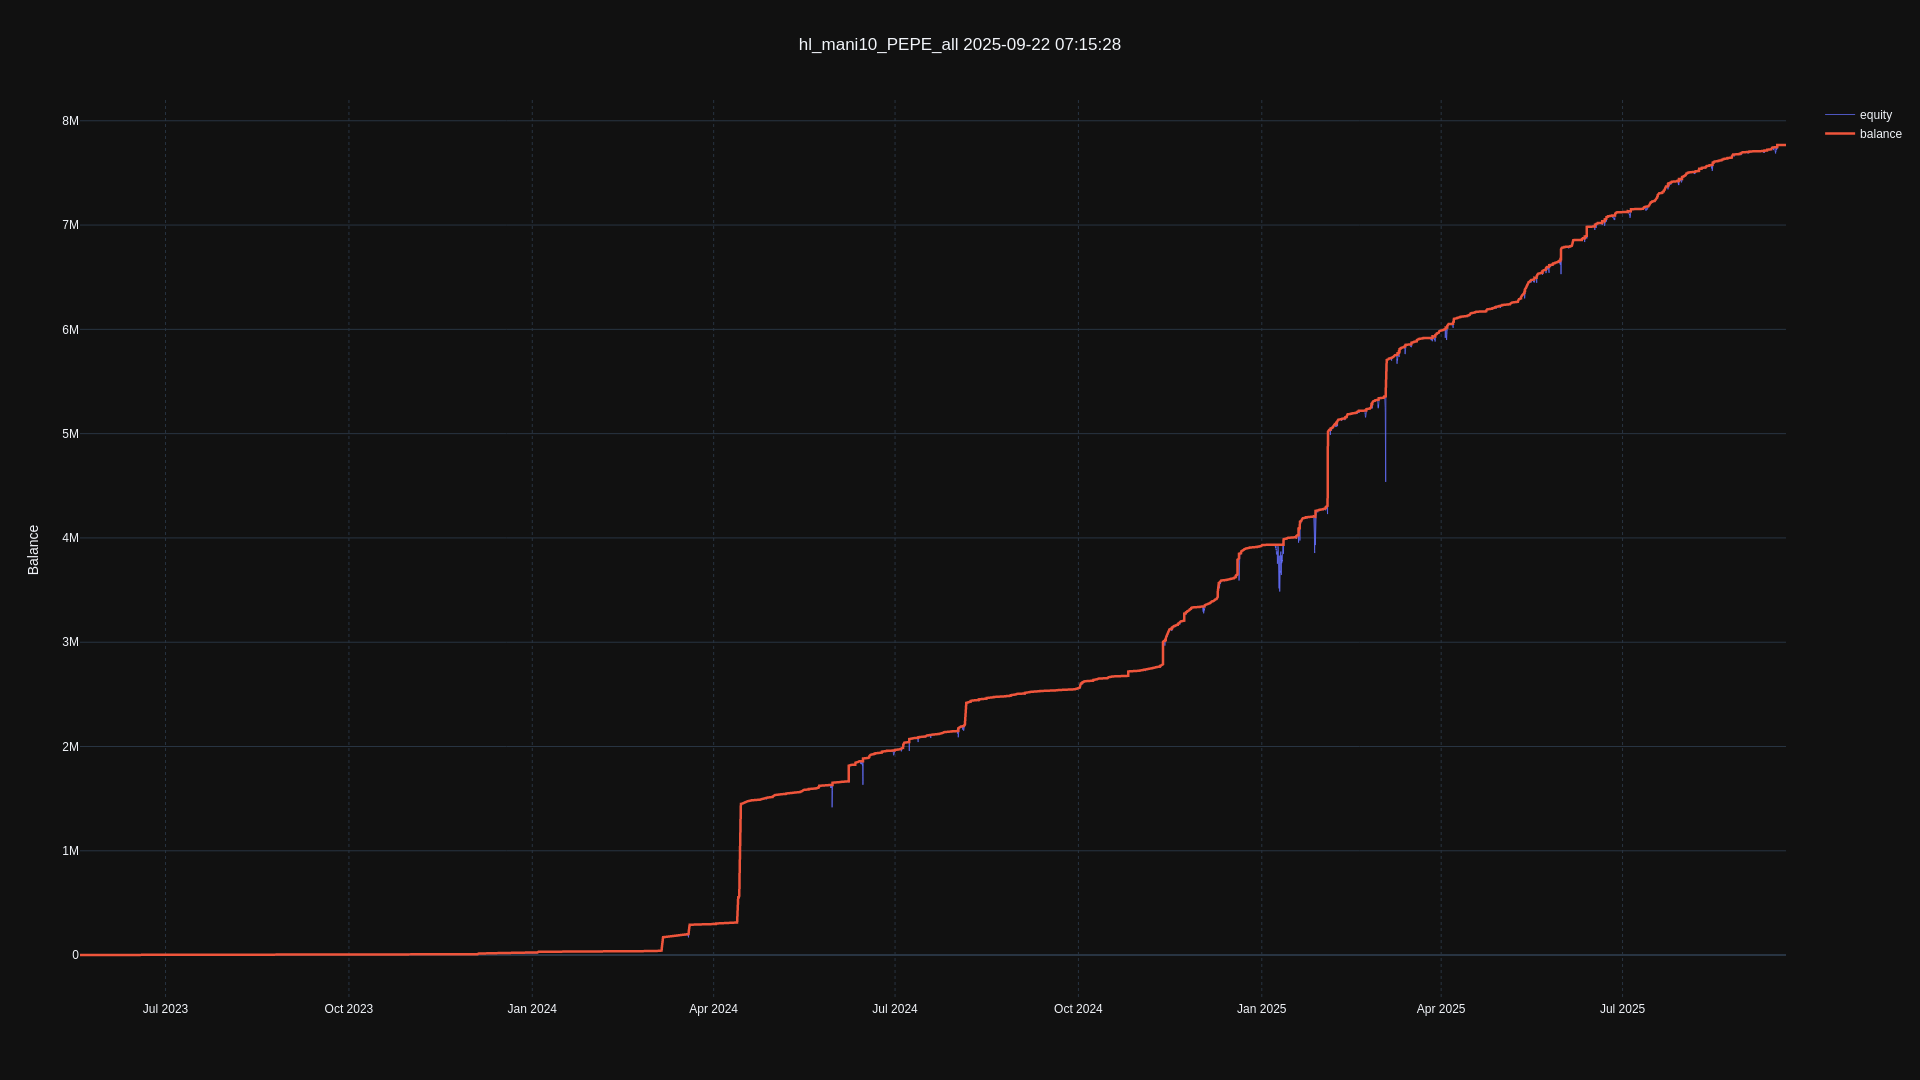 hl_mani10_PEPE_all 2025-09-22 07:15:28
equity
balance
8M
7M
6M
5M
4M
3M
2M
1M
0
Balance
Jul 2023
Oct 2023
Jan 2024
Apr 2024
Jul 2024
Oct 2024
Jan 2025
Apr 2025
Jul 2025